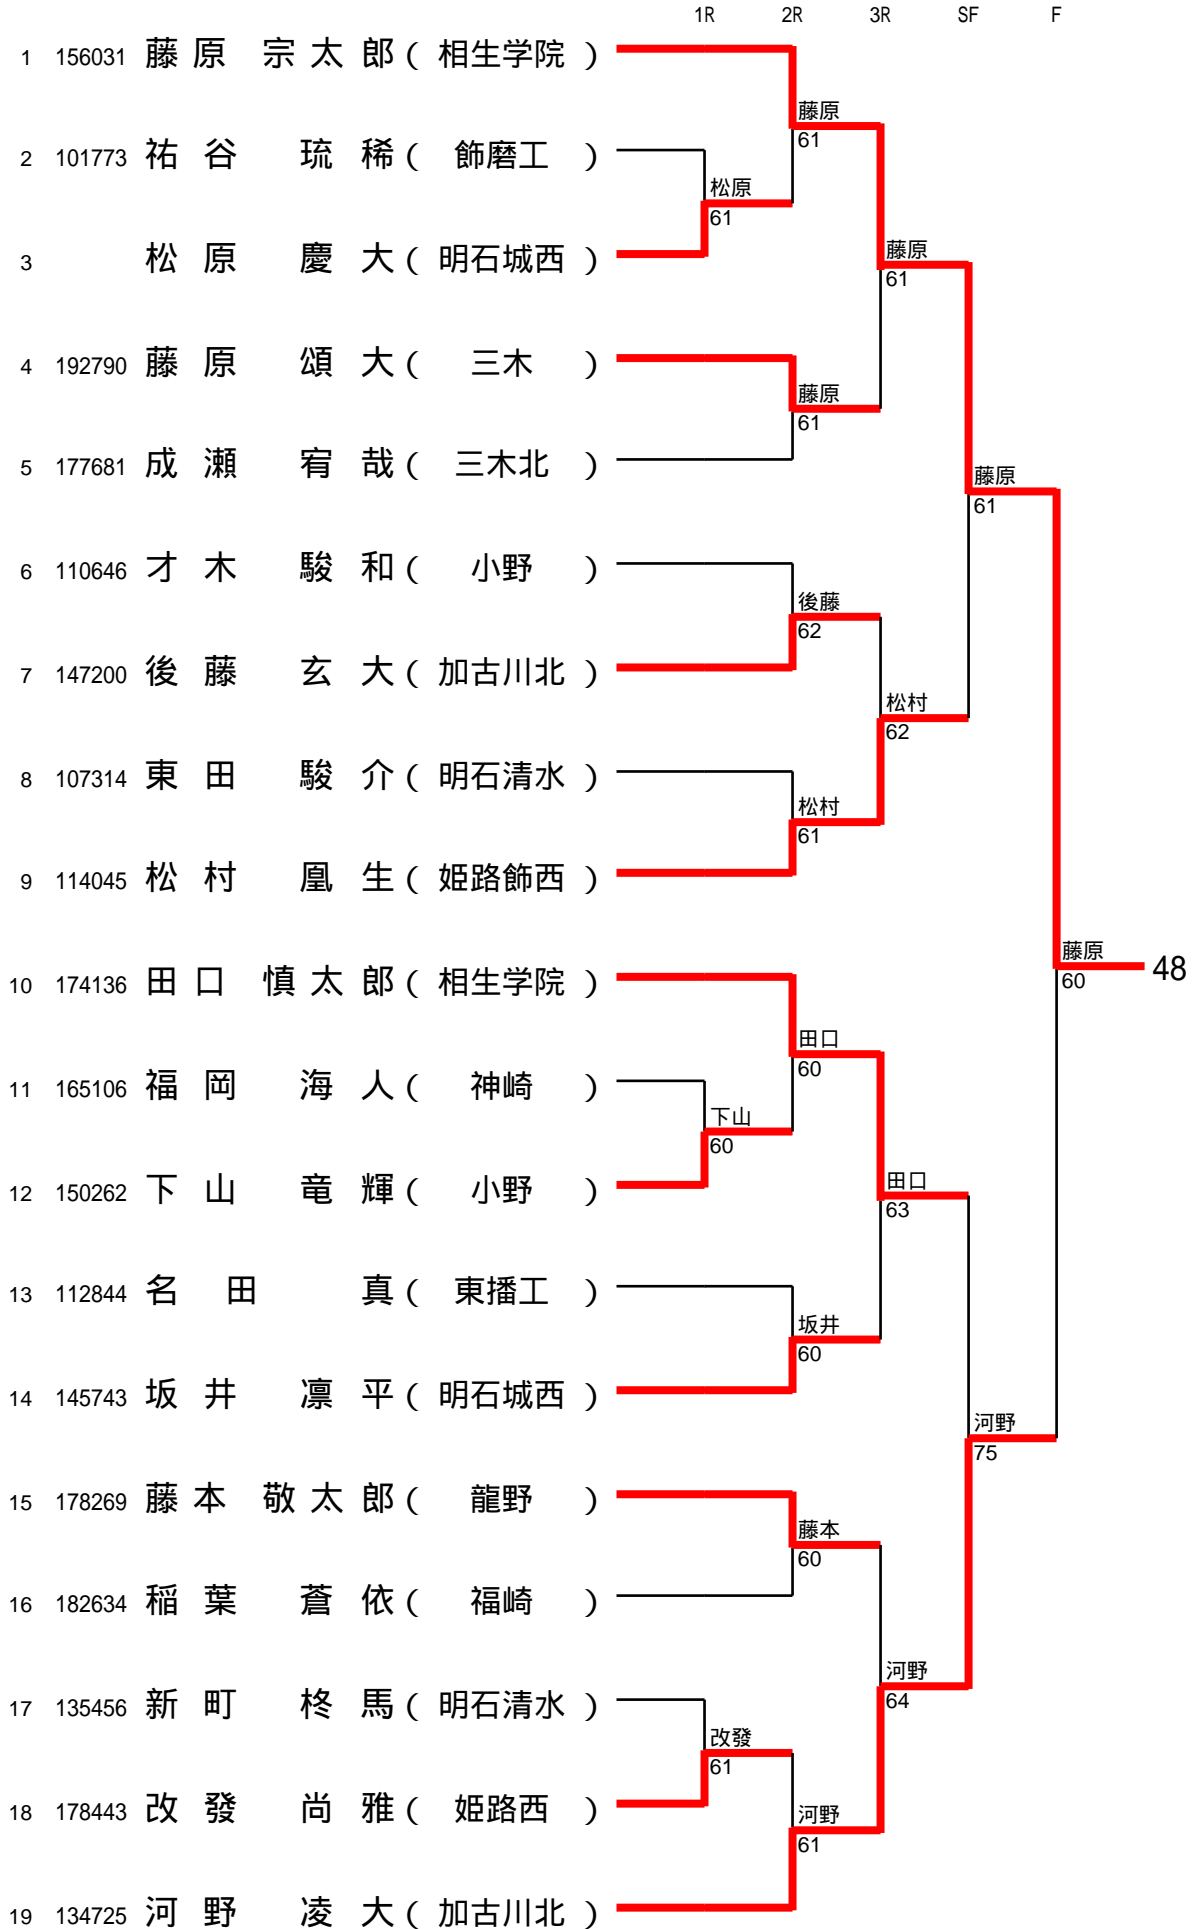 1R 2R 3R SF F
1 156031 藤原 宗太郎 ( 相生学院 )
藤原
61
2 101773 祐谷 琉稀 ( 飾磨工 )
松原
61
3 松原 慶大 ( 明石城西 )
藤原
61
4 192790 藤原 頌大 ( 三木 )
藤原
61
5 177681 成瀬 宥哉 ( 三木北 )
藤原
61
6 110646 才木 駿和 ( 小野 )
後藤
62
7 147200 後藤 玄大 ( 加古川北 )
松村
62
8 107314 東田 駿介 ( 明石清水 )
松村
61
9 114045 松村 凰生 ( 姫路飾西 )
藤原
60
48
10 174136 田口 慎太郎 ( 相生学院 )
田口
60
11 165106 福岡 海人 ( 神崎 )
下山
60
12 150262 下山 竜輝 ( 小野 )
田口
63
13 112844 名田 真 ( 東播工 )
坂井
60
14 145743 坂井 凛平 ( 明石城西 )
河野
75
15 178269 藤本 敬太郎 ( 龍野 )
藤本
60
16 182634 稲葉 蒼依 ( 福崎 )
河野
64
17 135456 新町 柊馬 ( 明石清水 )
改發
61
18 178443 改發 尚雅 ( 姫路西 )
河野
61
19 134725 河野 凌大 ( 加古川北 )